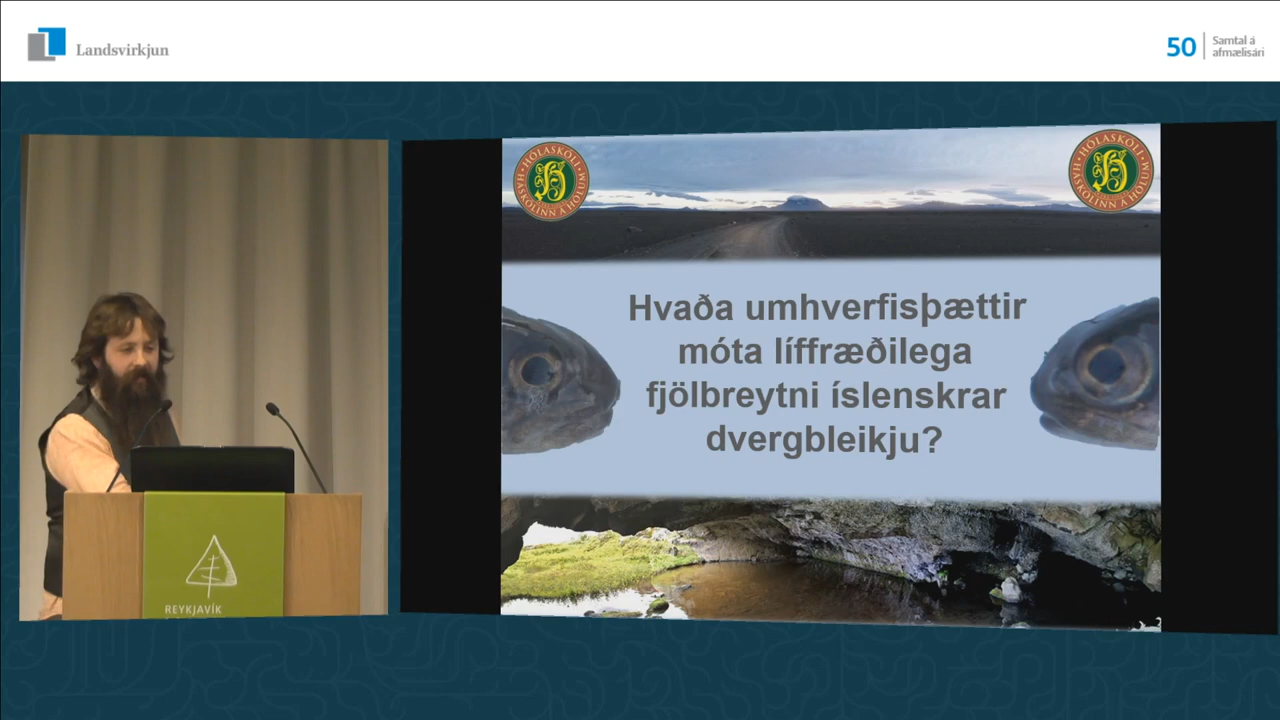 Landsvirkjun
50
Samtal á
afmælisári
HÓLASKÓLI
HÁSKÓLINN Á HÓLUM
HÓLASKÓLI
HÁSKÓLINN Á HÓLUM
Hvaða umhverfisþættir
móta líffræðilega
fjölbreytni íslenskrar
dvergbleikju?
REYKJAVÍK